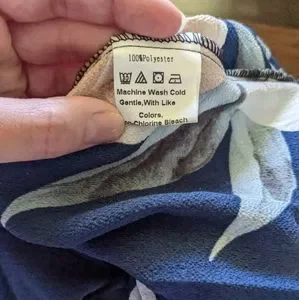 100%Polyester
Machine Wash Cold
Gentle,With Like
Colors.
Chlorine Bleach